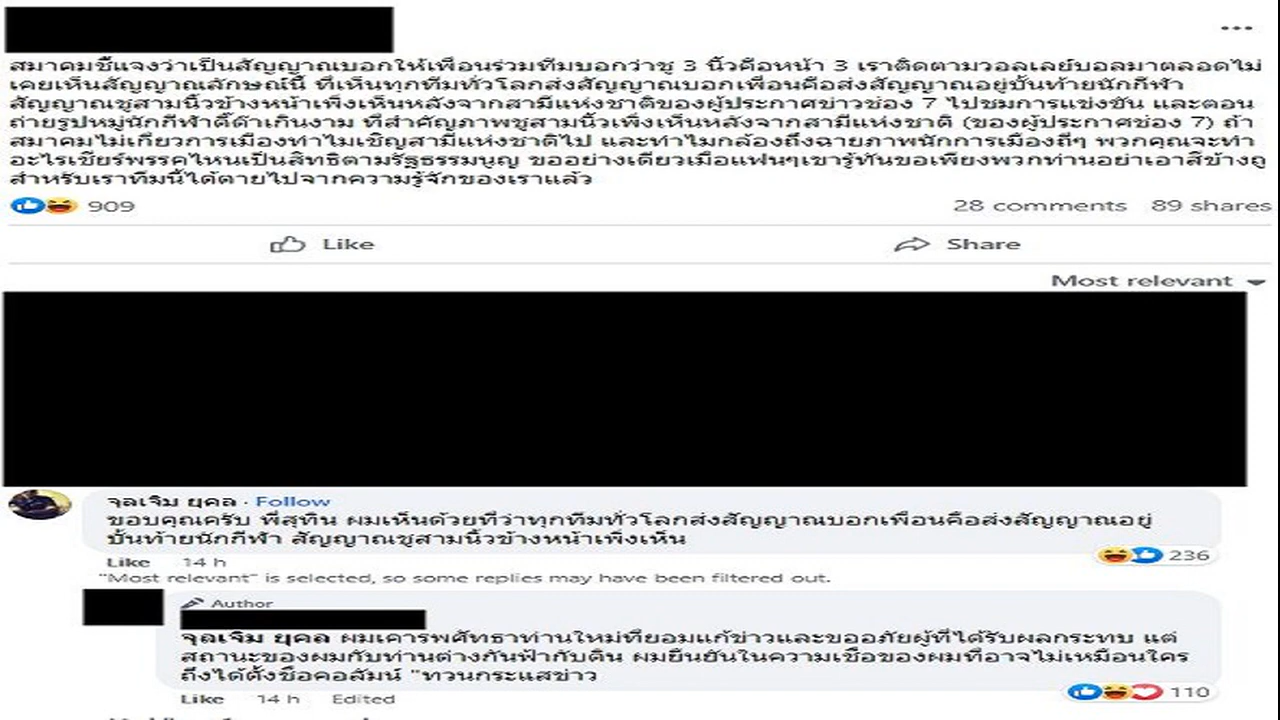 ...
สมาคมชี้แจงว่าเป็นสัญญาณบอกให้เพื่อนร่วมทีมบอกว่าชู 3 นิ้วคือหน้า 3 เราติดตามวอลเลย์บอลมาตลอดไม่
เคยเห็นสัญญาณลักษณ์นี้ ที่เห็นทุกทีมทั่วโลกส่งสัญญาณบอกเพื่อนคือส่งสัญญาณอยู่บั้นท้ายนักกีฬา
สัญญาณชูสามนิ้วข้างหน้าเพิ่งเห็นหลังจากสามีแห่งชาติของผู้ประกาศข่าวช่อง 7 ไปชมการแข่งขัน และตอน
ถ่ายรูปหมู่นักกีฬาดี๊ด๊าเกินงาม ที่สำคัญภาพชูสามนิ้วเพิ่งเห็นหลังจากสามีแห่งชาติ (ของผู้ประกาศช่อง 7) ถ้า
สมาคมไม่เกี่ยวการเมืองทำไมเชิญสามีแห่งชาติไป และทำไมกล้องถึงฉายภาพนักการเมืองถี่ๆ พวกคุณจะทำ
อะไรเชียร์พรรคไหนเป็นสิทธิตามรัฐธรรมนูญ ขออย่างเดียวเมื่อแฟนๆเขารู้ทันขอเพียงพวกท่านอย่าเอาสีข้างถู
สำหรับเราทีมนี้ได้ตายไปจากความรู้จักของเราแล้ว
909 28 comments 89 shares
Like Share
Most relevant
จุลเจิม ยุคล · Follow
ขอบคุณครับ พี่สุทิน ผมเห็นด้วยที่ว่าทุกทีมทั่วโลกส่งสัญญาณบอกเพื่อนคือส่งสัญญาณอยู่
บั้นท้ายนักกีฬา สัญญาณชูสามนิ้วข้างหน้าเพิ่งเห็น
236
Like 14 h
"Most relevant" is selected, so some replies may have been filtered out.
Author
จุลเจิม ยุคล ผมเคารพศัทธาท่านใหม่ที่ยอมแก้ข่าวและขออภัยผู้ที่ได้รับผลกระทบ แต่
สถานะของผมกับท่านต่างกันฟ้ากับดิน ผมยืนยันในความเชื่อของผมที่อาจไม่เหมือนใคร
ถึงได้ตั้งชื่อคอลัมน์ "ทวนกระแสข่าว
110
Like 14 h Edited